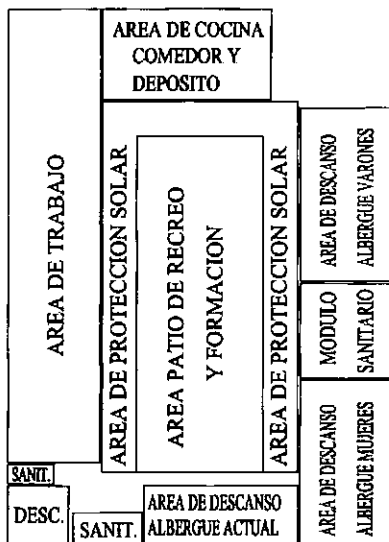 AREA DE COCINA
COMEDOR Y
DEPOSITO
AREA DE TRABAJO
AREA DE PROTECCION SOLAR
AREA PATIO DE RECREO
Y FORMACION
AREA DE PROTECCION SOLAR
AREA DE DESCANSO
ALBERGUE VARONES
MODULO
SANITARIO
AREA DE DESCANSO
ALBERGUE MUJERES
SANIT.
DESC.
SANIT.
AREA DE DESCANSO
ALBERGUE ACTUAL